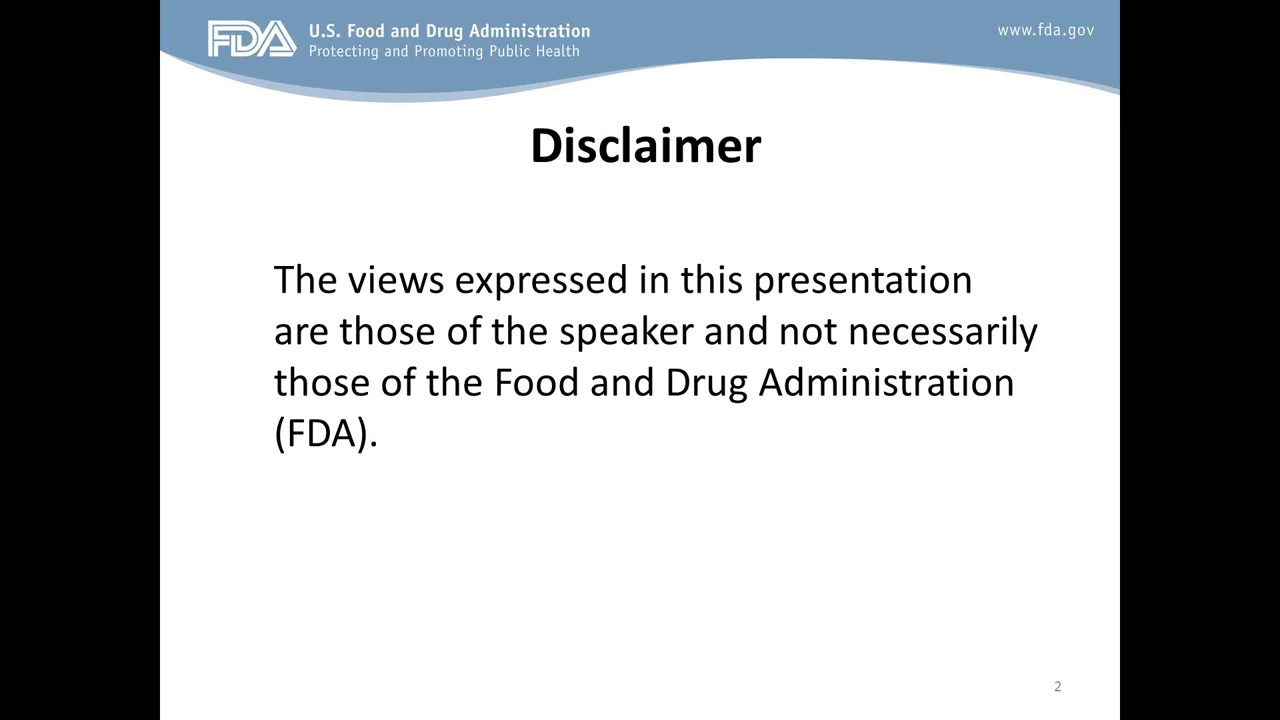 FDA U.S. Food and Drug Administration
Protecting and Promoting Public Health
www.fda.gov
Disclaimer
The views expressed in this presentation
are those of the speaker and not necessarily
those of the Food and Drug Administration
(FDA).
2